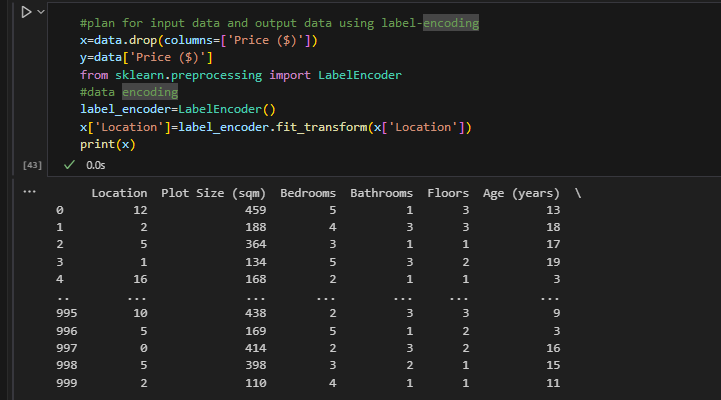 #plan for input data and output data using label-encoding
x=data.drop(columns=['Price ($)'])
y=data['Price ($)']
from sklearn.preprocessing import LabelEncoder
#data encoding
label_encoder=LabelEncoder()
x['Location']=label_encoder.fit_transform(x['Location'])
print(x)
[43] 0.0s
... Location Plot Size (sqm) Bedrooms Bathrooms Floors Age (years) \
0 12 459 5 1 3 13
1 2 188 4 3 3 18
2 5 364 3 1 1 17
3 1 134 5 3 2 19
4 16 168 2 1 1 3
.. ... ... ... ... ... ...
995 10 438 2 3 3 9
996 5 169 5 1 2 3
997 0 414 2 3 2 16
998 5 398 3 2 1 15
999 2 110 4 1 1 11